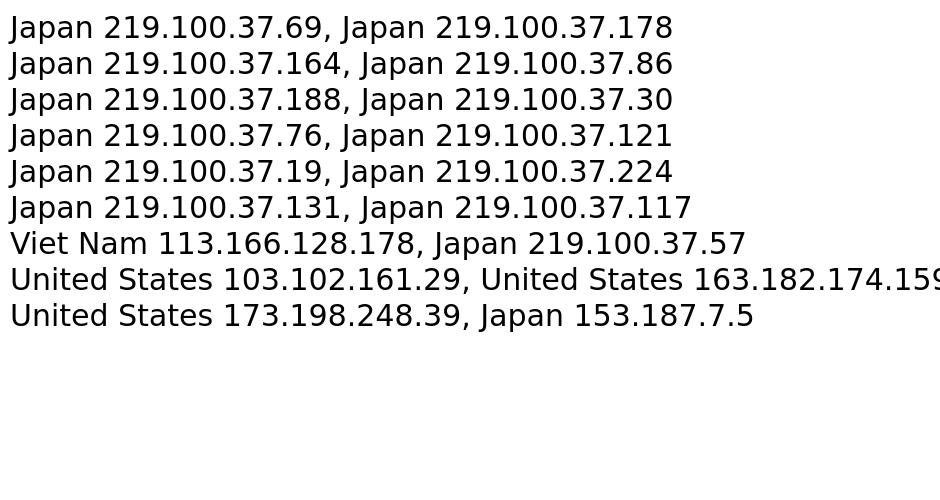 Japan 219.100.37.69, Japan 219.100.37.178
Japan 219.100.37.164, Japan 219.100.37.86
Japan 219.100.37.188, Japan 219.100.37.30
Japan 219.100.37.76, Japan 219.100.37.121
Japan 219.100.37.19, Japan 219.100.37.224
Japan 219.100.37.131, Japan 219.100.37.117
Viet Nam 113.166.128.178, Japan 219.100.37.57
United States 103.102.161.29, United States 163.182.174.159
United States 173.198.248.39, Japan 153.187.7.5